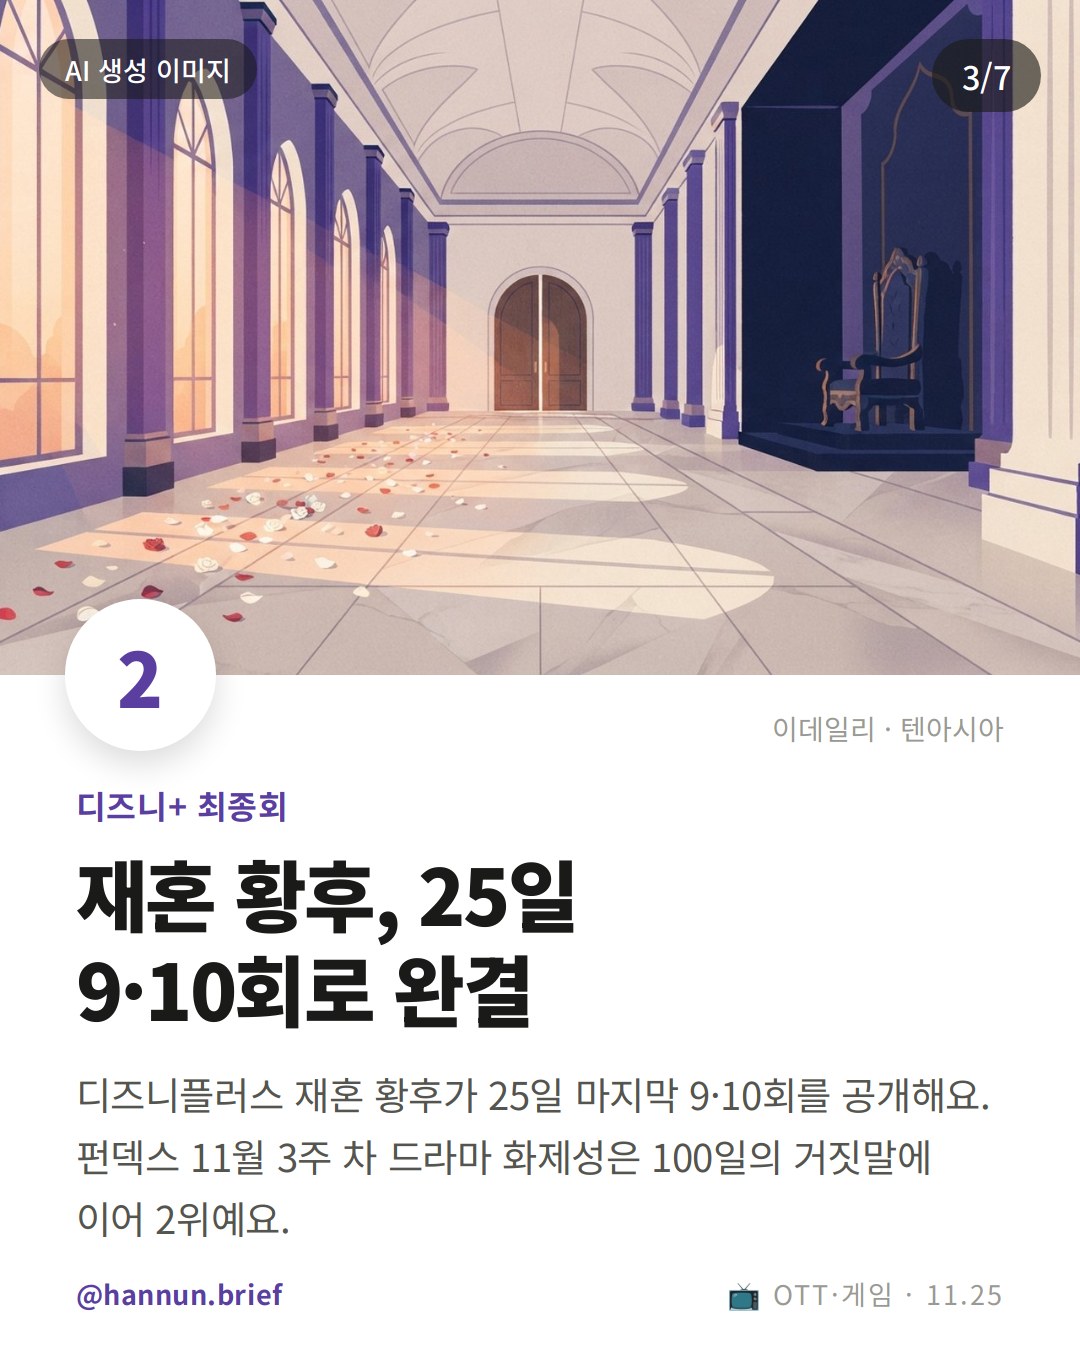 AI 생성 이미지
3/7
2
이데일리 · 텐아시아
디즈니+ 최종회
재혼 황후, 25일
9·10회로 완결
디즈니플러스 재혼 황후가 25일 마지막 9·10회를 공개해요.
펀덱스 11월 3주 차 드라마 화제성은 100일의 거짓말에
이어 2위예요.
@hannun.brief
📺 OTT·게임 · 11.25